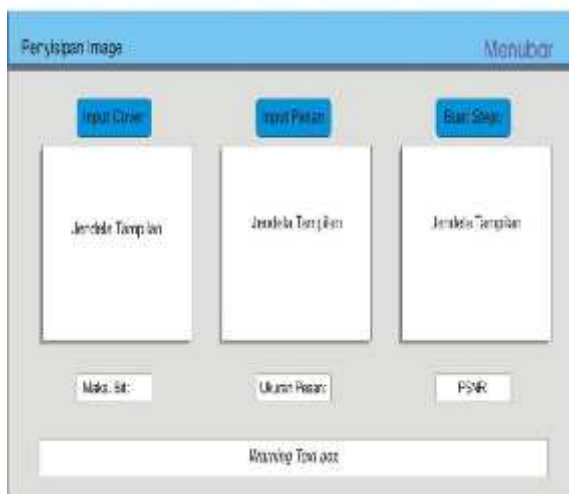 Penyisipan Image
Menubar
Input Cover
Input Pesan
Buat Stego
Jendela Tampilan
Jendela Tampilan
Jendela Tampilan
Maks. Bit:
Ukuran Pesan:
PSNR
Warning Text box